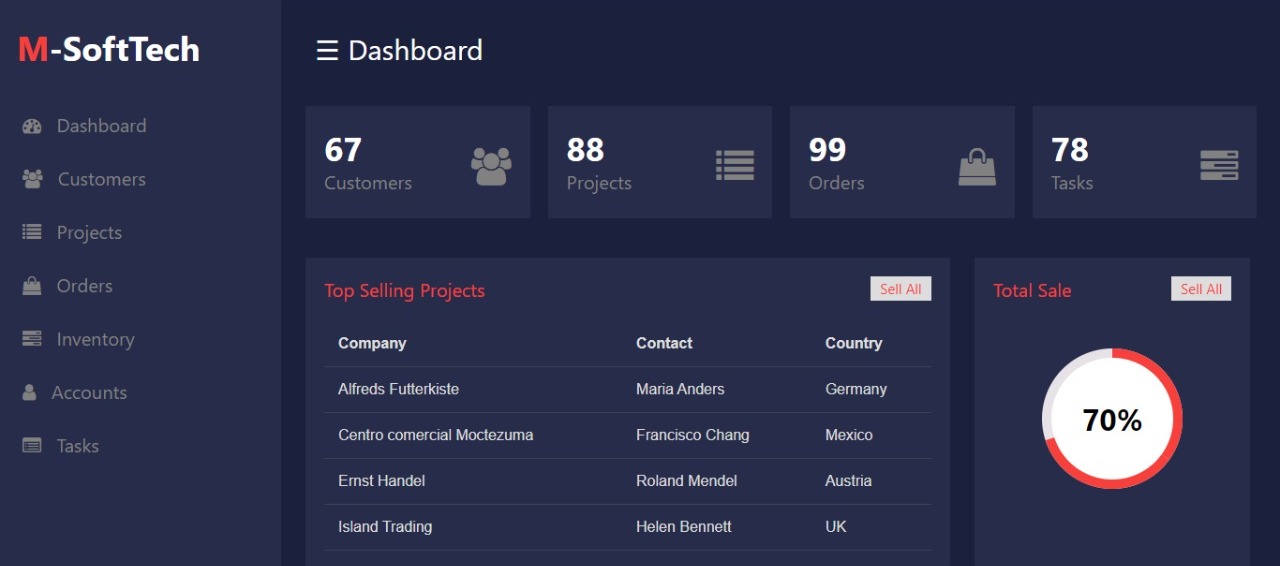 M-SoftTech
Dashboard
Customers
Projects
Orders
Inventory
Accounts
Tasks
☰ Dashboard
67
Customers
88
Projects
99
Orders
78
Tasks
Top Selling Projects Sell All
Company Contact Country
Alfreds Futterkiste Maria Anders Germany
Centro comercial Moctezuma Francisco Chang Mexico
Ernst Handel Roland Mendel Austria
Island Trading Helen Bennett UK
Total Sale Sell All
70%